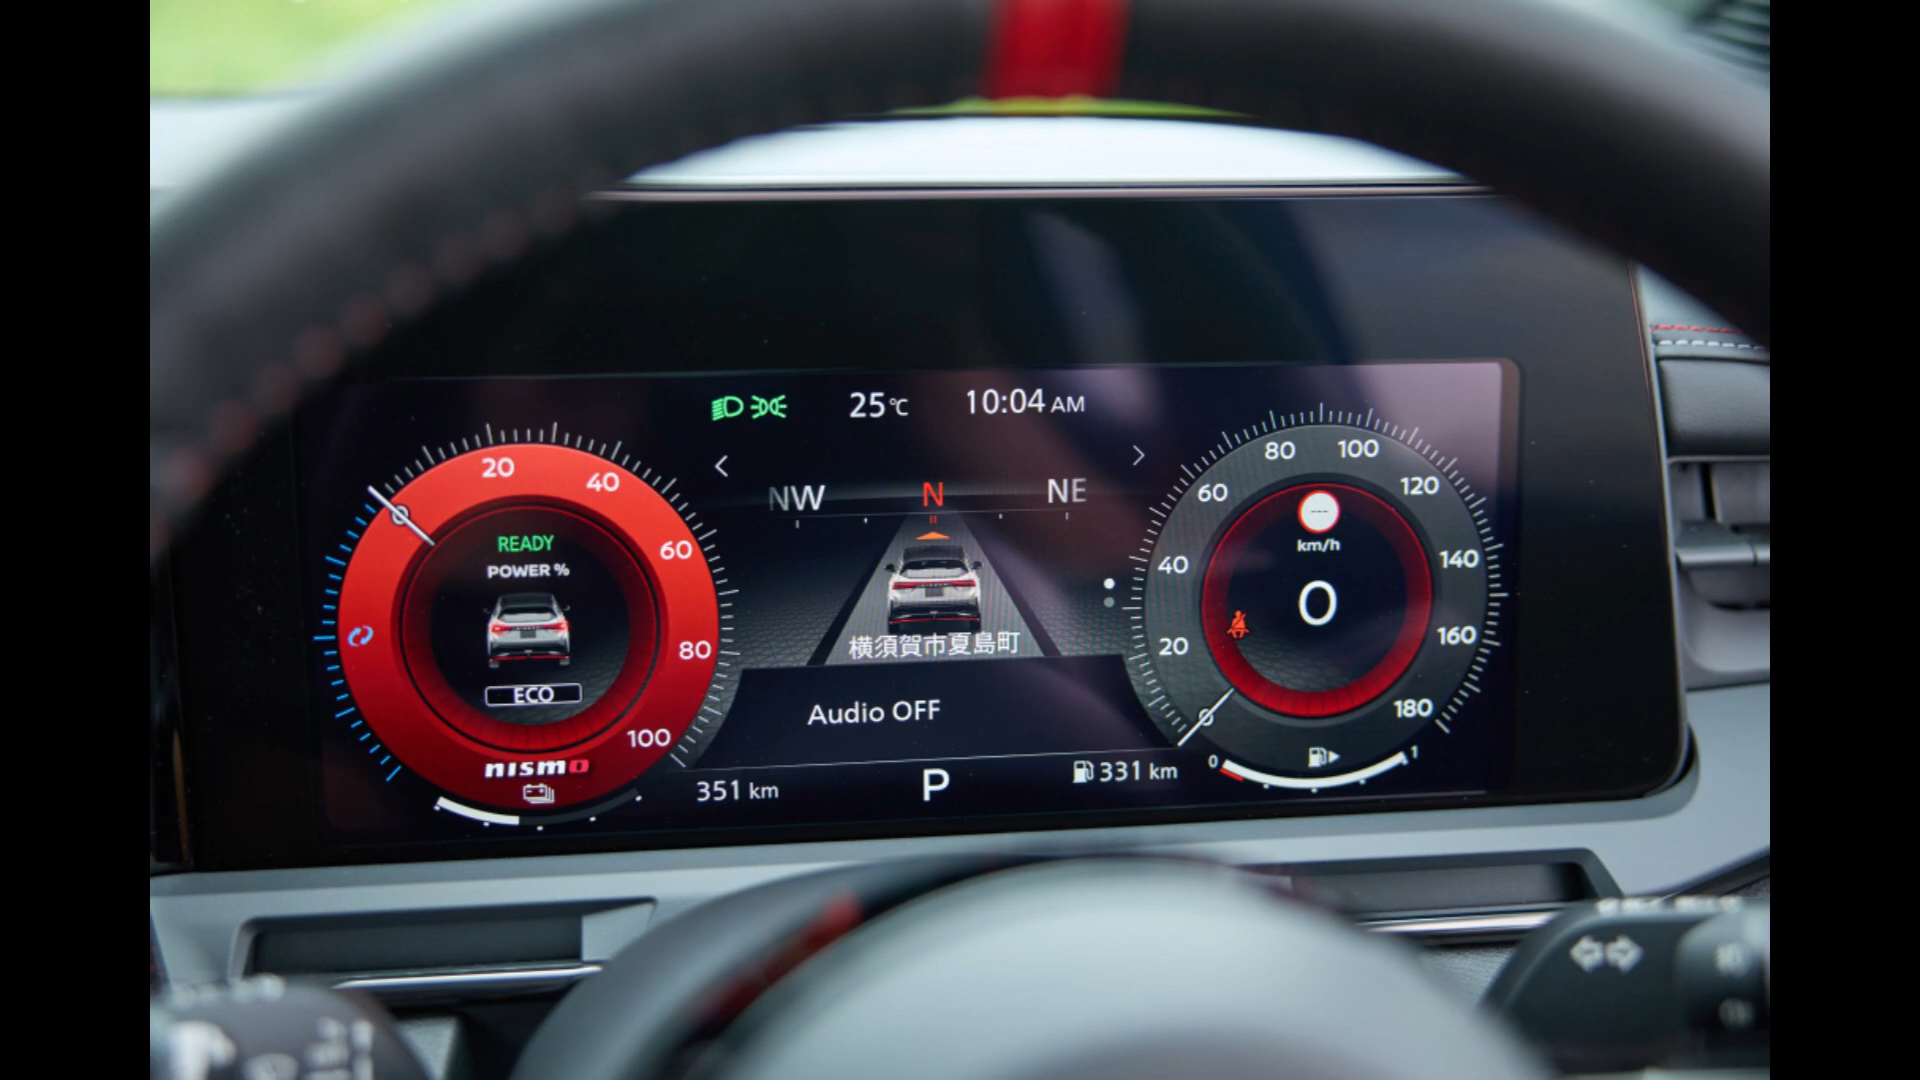 25℃ 10:04 AM
NW N NE
0 20 40 60 80 100
READY
POWER %
ECO
nismo
横須賀市夏島町
Audio OFF
351 km P 331 km
0 20 40 60 80 100 120 140 160 180
---
km/h
0
0 1